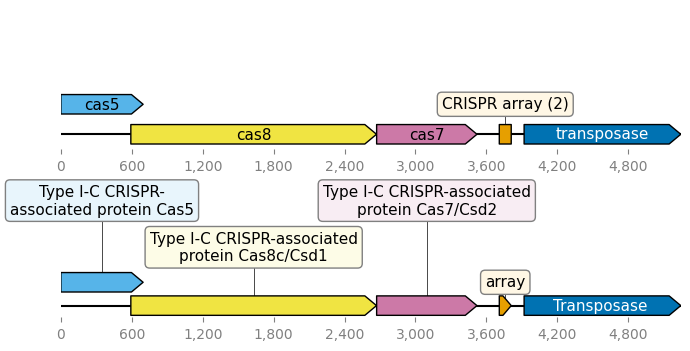 cas5
CRISPR array (2)
cas8
cas7
transposase
0 600 1,200 1,800 2,400 3,000 3,600 4,200 4,800
Type I-C CRISPR-
associated protein Cas5
Type I-C CRISPR-associated
protein Cas7/Csd2
Type I-C CRISPR-associated
protein Cas8c/Csd1
array
Transposase
0 600 1,200 1,800 2,400 3,000 3,600 4,200 4,800